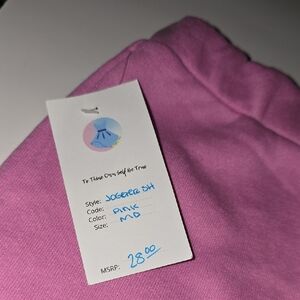 To Thine Own Self Be True
Style: JOGGER SH
Code:
Color: PINK
Size: MD
MSRP: 28.00